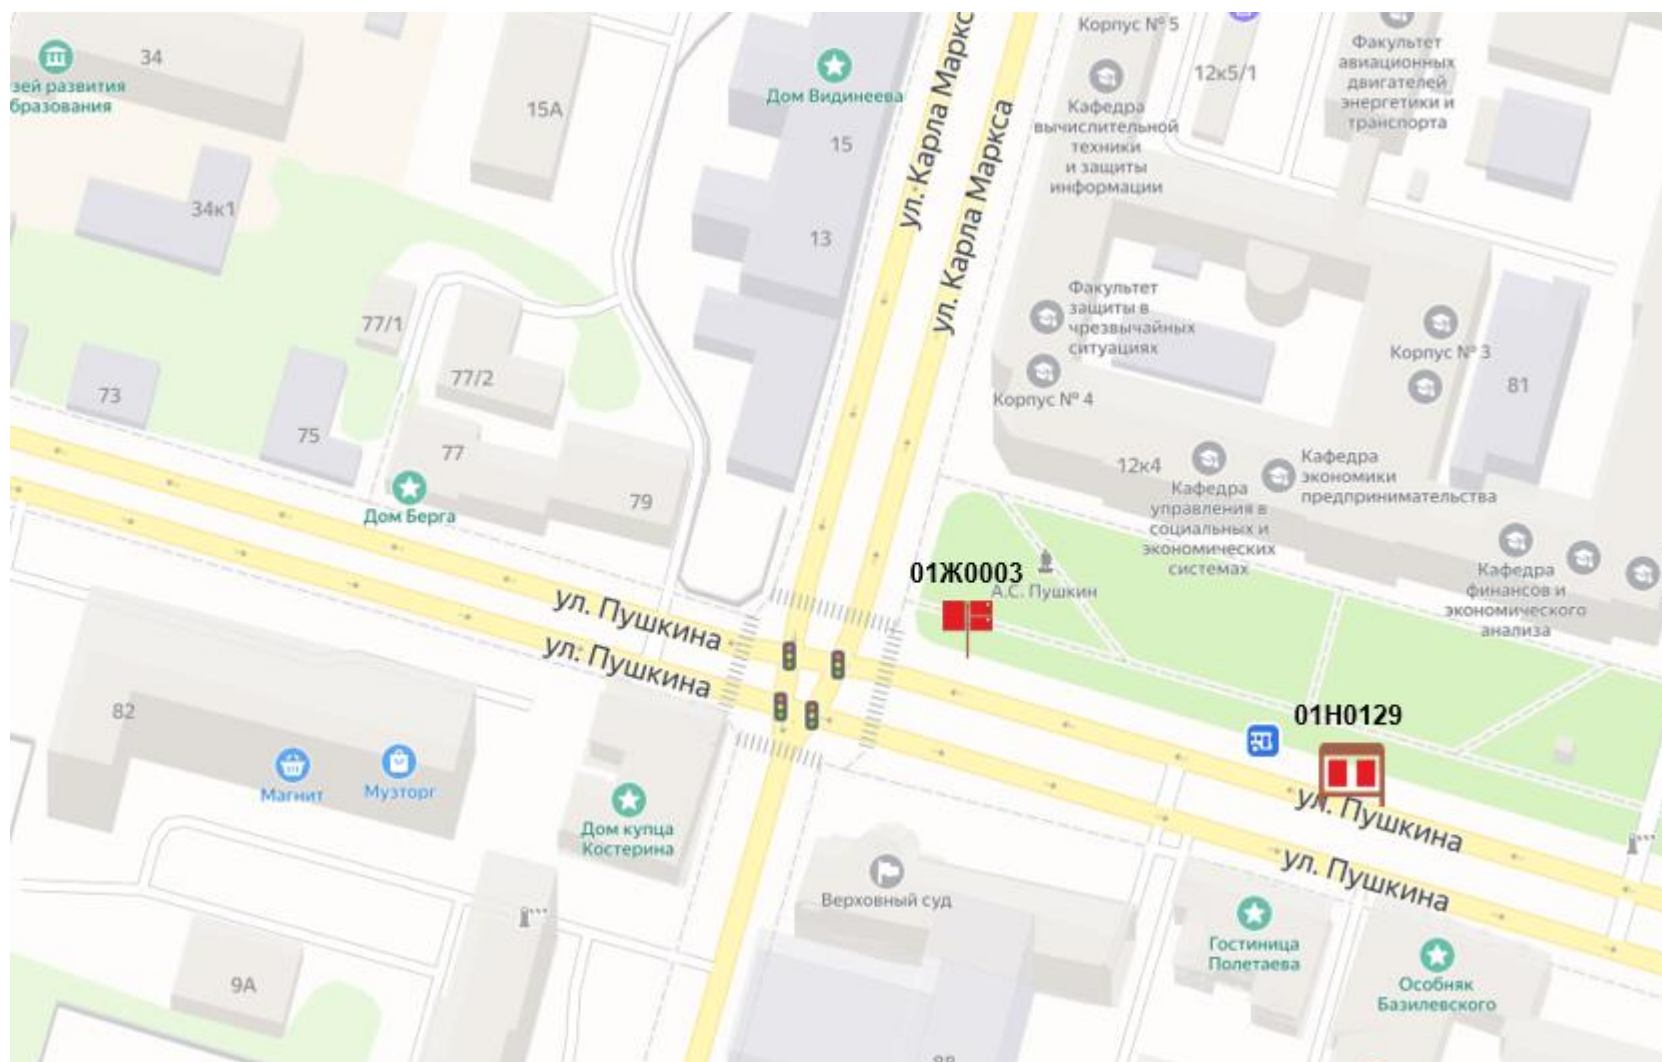 34
зей развития
бразования
15А
Дом Видинеева
15
13
34к1
ул. Карла Маркс
ул. Карла Маркса
Корпус № 5
12к5/1
Факультет
авиационных
двигателей
энергетики и
транспорта
Кафедра
вычислительной
техники
и защиты
информации
77/1
77/2
73
75
77
79
Дом Берга
Факультет
защиты в
чрезвычайных
ситуациях
Корпус № 4
Корпус № 3
81
12к4
Кафедра
управления в
социальных и
экономических
системах
Кафедра
экономики
предпринимательства
Кафедра
финансов и
экономического
анализа
01Ж0003
А.С. Пушкин
ул. Пушкина
ул. Пушкина
01Н0129
ул. Пушкина
ул. Пушкина
82
Магнит
Музторг
Дом купца
Костерина
Верховный суд
Гостиница
Полетаева
Особняк
Базилевского
9А